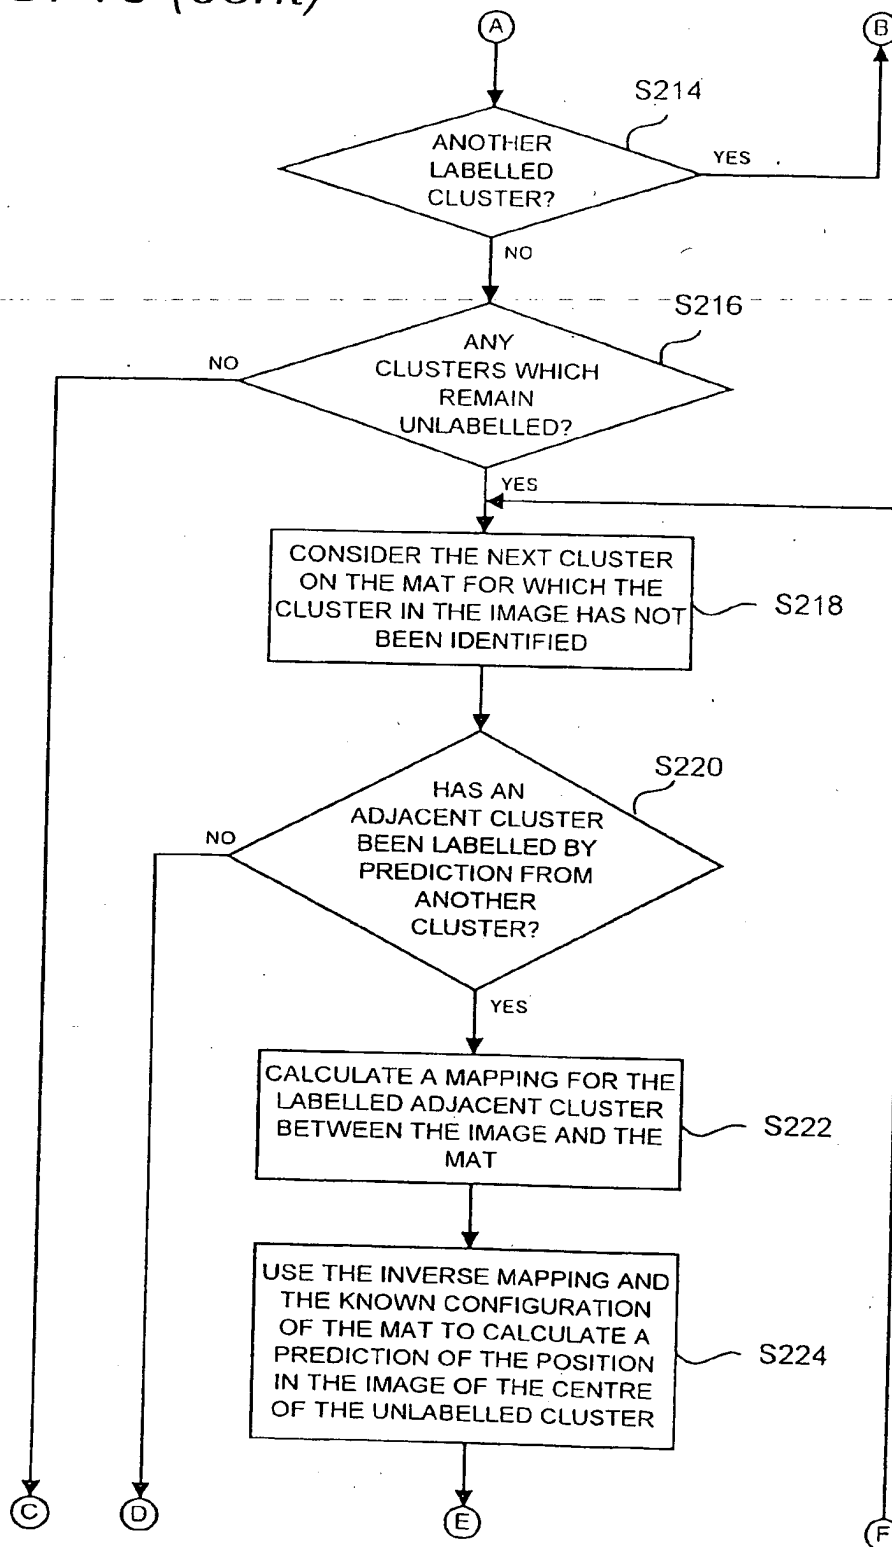 (cont)
A
B
S214
ANOTHER
LABELLED
CLUSTER?
YES
NO
S216
ANY
CLUSTERS WHICH
REMAIN
UNLABELLED?
NO
YES
CONSIDER THE NEXT CLUSTER
ON THE MAT FOR WHICH THE
CLUSTER IN THE IMAGE HAS NOT
BEEN IDENTIFIED
S218
S220
HAS AN
ADJACENT CLUSTER
BEEN LABELLED BY
PREDICTION FROM
ANOTHER
CLUSTER?
NO
YES
CALCULATE A MAPPING FOR THE
LABELLED ADJACENT CLUSTER
BETWEEN THE IMAGE AND THE
MAT
S222
USE THE INVERSE MAPPING AND
THE KNOWN CONFIGURATION
OF THE MAT TO CALCULATE A
PREDICTION OF THE POSITION
IN THE IMAGE OF THE CENTRE
OF THE UNLABELLED CLUSTER
S224
C
D
E
F